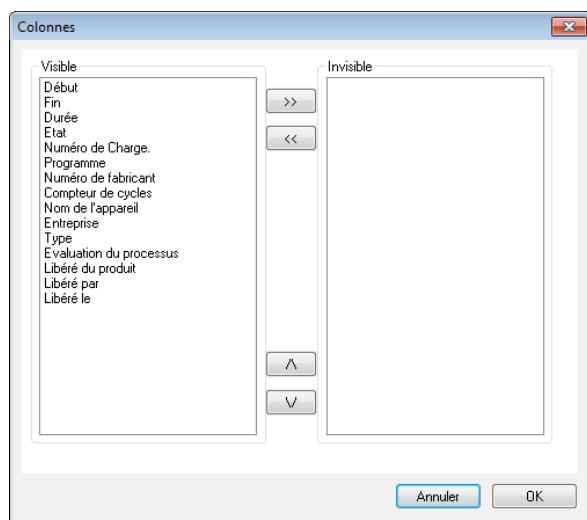 Colonnes
Visible
Invisible
Début
Fin
Durée
Etat
Numéro de Charge.
Programme
Numéro de fabricant
Compteur de cycles
Nom de l'appareil
Entreprise
Type
Evaluation du processus
Libéré du produit
Libéré par
Libéré le
>>
<<
/\
\/
Annuler
OK